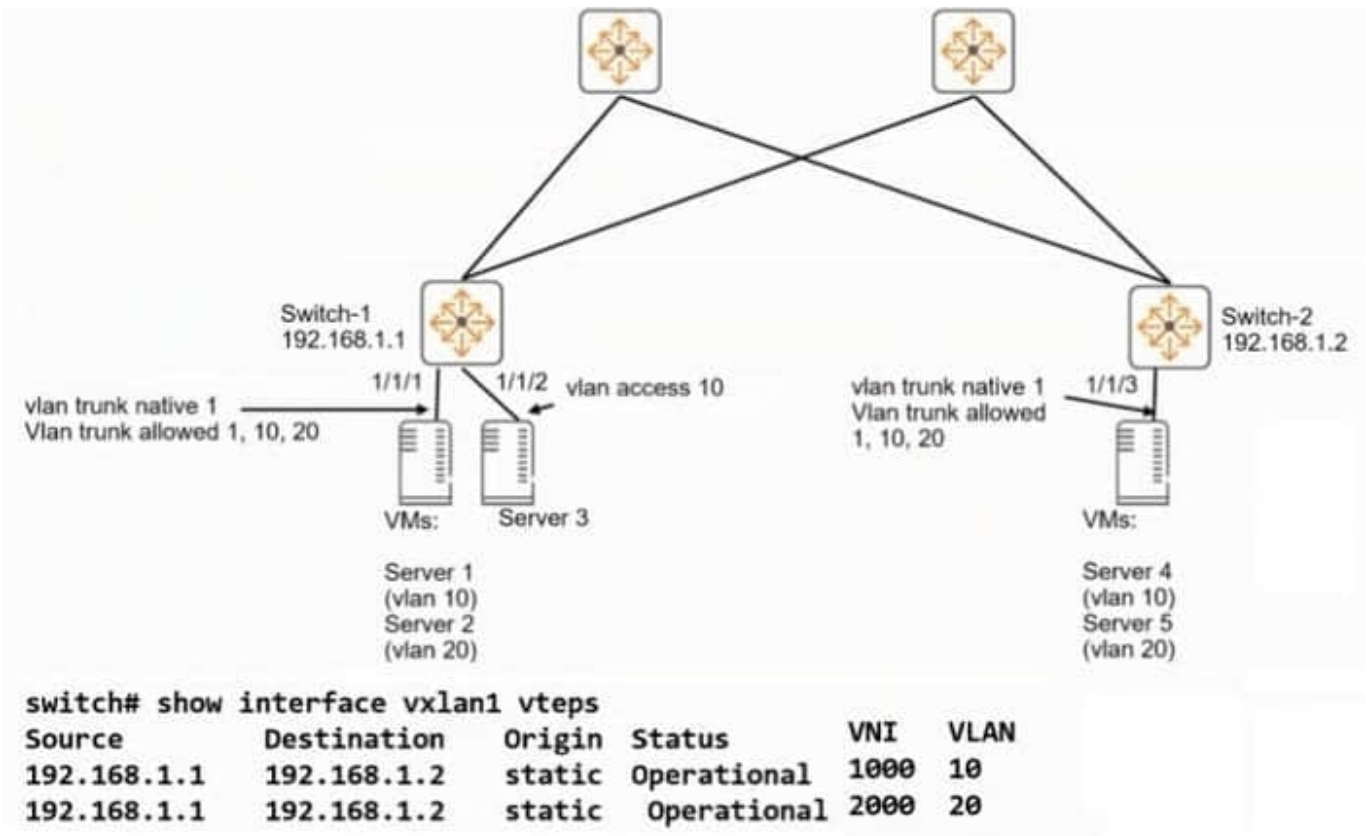 Switch-1
192.168.1.1
Switch-2
192.168.1.2
1/1/1
1/1/2
vlan access 10
vlan trunk native 1
Vlan trunk allowed 1, 10, 20
vlan trunk native 1
Vlan trunk allowed
1, 10, 20
1/1/3
VMs:
Server 3
Server 1
(vlan 10)
Server 2
(vlan 20)
VMs:
Server 4
(vlan 10)
Server 5
(vlan 20)
switch# show interface vxlan1 vteps
Source Destination Origin Status VNI VLAN
192.168.1.1 192.168.1.2 static Operational 1000 10
192.168.1.1 192.168.1.2 static Operational 2000 20